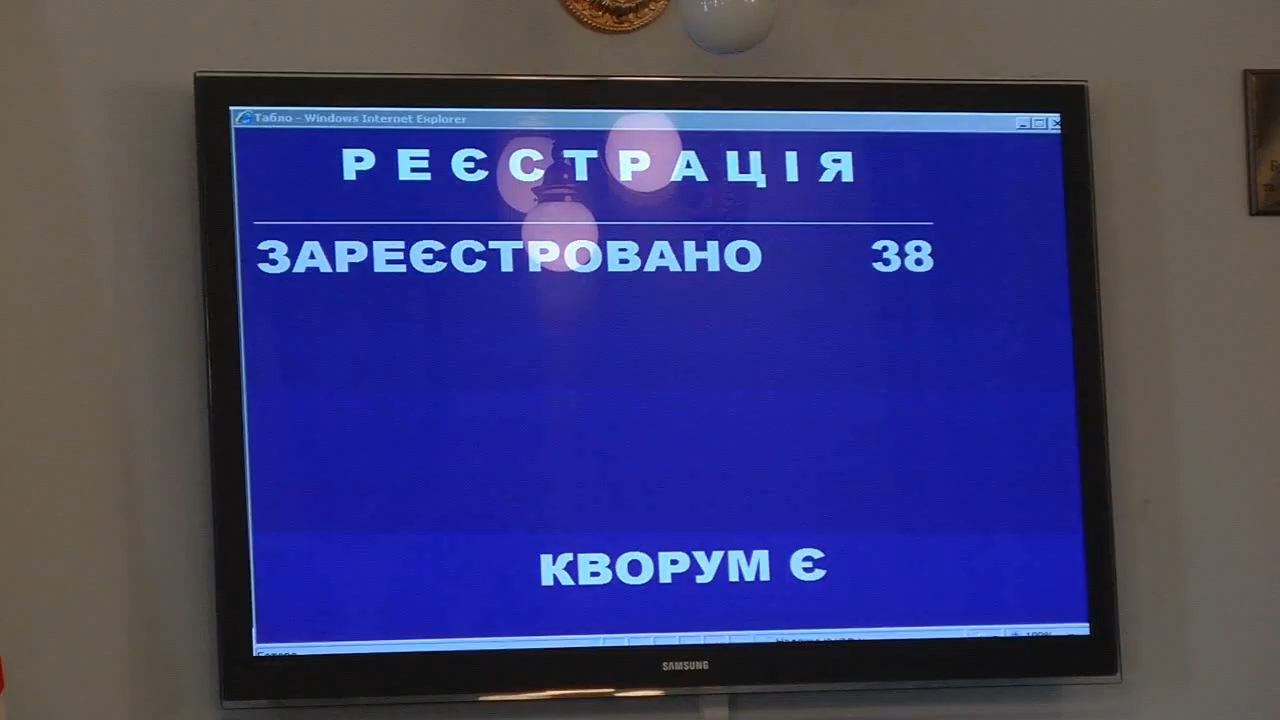 Табло - Windows Internet Explorer
РЕЄСТРАЦІЯ
ЗАРЕЄСТРОВАНО 38
КВОРУМ Є
SAMSUNG